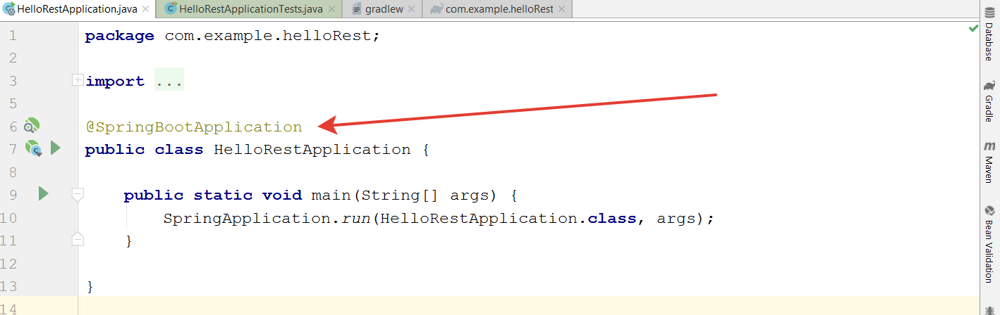 HelloRestApplication.java
HelloRestApplicationTests.java
gradlew
com.example.helloRest
1 package com.example.helloRest;
2
3 import ...
5
6 @SpringBootApplication
7 public class HelloRestApplication {
8
9 public static void main(String[] args) {
10 SpringApplication.run(HelloRestApplication.class, args);
11 }
12
13 }
14
Database
Gradle
m Maven
Bean Validation